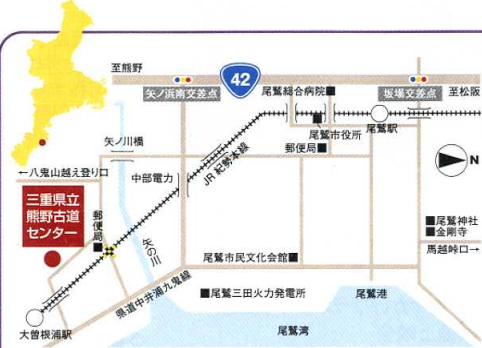 至熊野
42
矢ノ浜南交差点
尾鷲総合病院
坂場交差点
至松阪
尾鷲市役所
尾鷲駅
郵便局
矢ノ川橋
←八鬼山越え登り口
中部電力
JR紀勢本線
N
三重県立
熊野古道
センター
郵便局
矢の川
尾鷲神社
金剛寺
馬越峠口→
尾鷲市民文化会館
県道中井浦九鬼線
尾鷲三田火力発電所
尾鷲港
大曽根浦駅
尾鷲湾